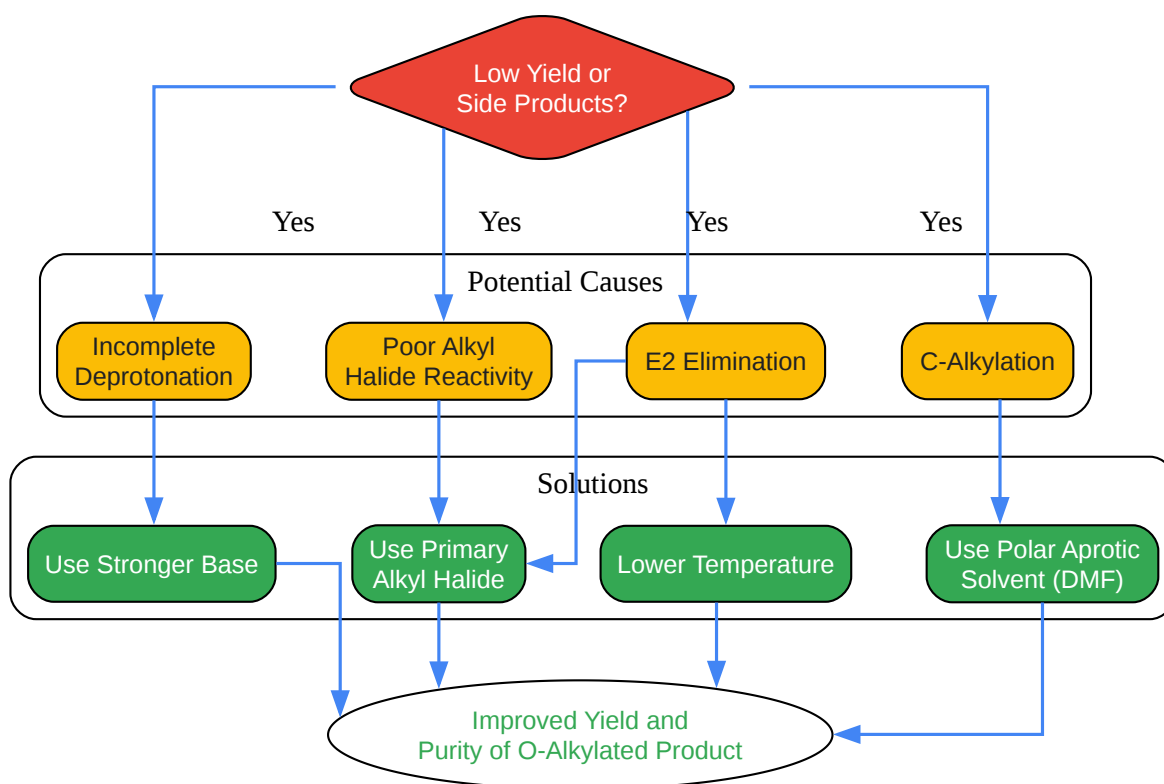 Low Yield or
Side Products?
Yes
Yes
Yes
Yes
Potential Causes
Incomplete
Deprotonation
Poor Alkyl
Halide Reactivity
E2 Elimination
C-Alkylation
Solutions
Use Stronger Base
Use Primary
Alkyl Halide
Lower Temperature
Use Polar Aprotic
Solvent (DMF)
Improved Yield and
Purity of O-Alkylated Product